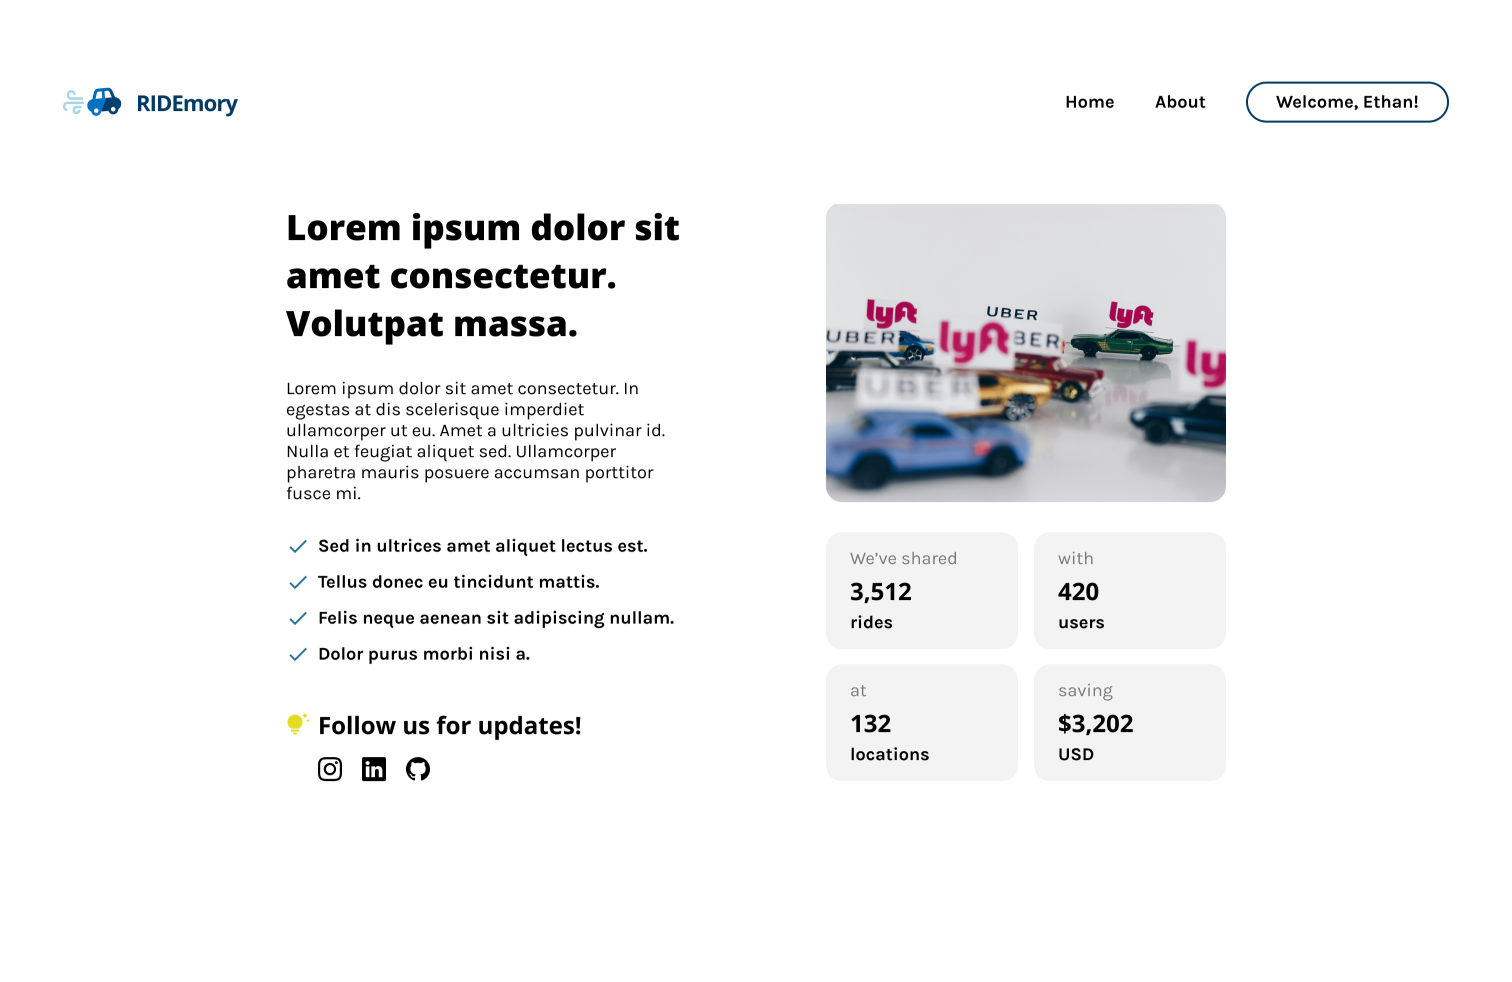 RIDEmory
Home
About
Welcome, Ethan!
Lorem ipsum dolor sit
amet consectetur.
Volutpat massa.
Lorem ipsum dolor sit amet consectetur. In
egestas at dis scelerisque imperdiet
ullamcorper ut eu. Amet a ultricies pulvinar id.
Nulla et feugiat aliquet sed. Ullamcorper
pharetra mauris posuere accumsan porttitor
fusce mi.
Sed in ultrices amet aliquet lectus est.
Tellus donec eu tincidunt mattis.
Felis neque aenean sit adipiscing nullam.
Dolor purus morbi nisi a.
Follow us for updates!
in
lyft
UBER
lyft
UBER
lyft
BER
ly
UBER
We’ve shared
3,512
rides
with
420
users
at
132
locations
saving
$3,202
USD